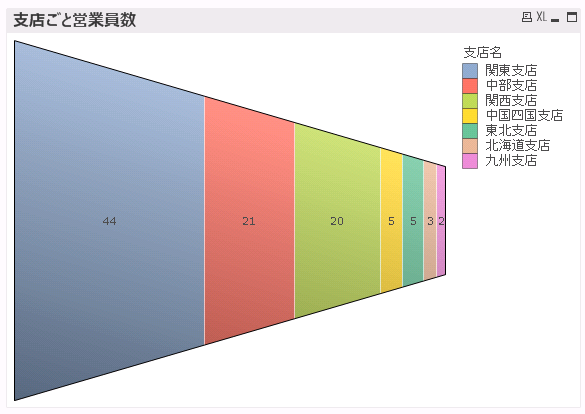 支店ごと営業員数
XL
支店名
関東支店
中部支店
関西支店
中国四国支店
東北支店
北海道支店
九州支店
44
21
20
5
5
3
2